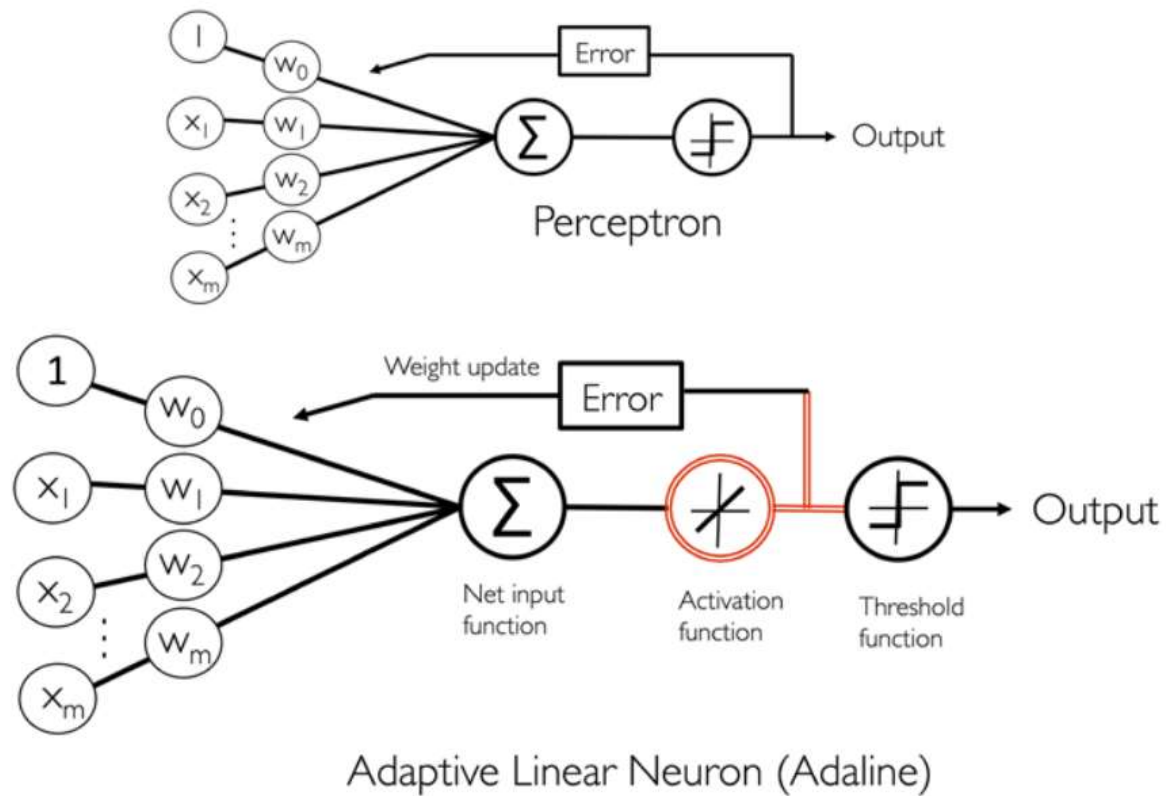 1
w0
Error
x1
w1
Σ
Output
x2
w2
Perceptron
wm
xm
1
Weight update
Error
w0
x1
w1
Σ
Output
x2
w2
Net input
function
Activation
function
Threshold
function
wm
xm
Adaptive Linear Neuron (Adaline)